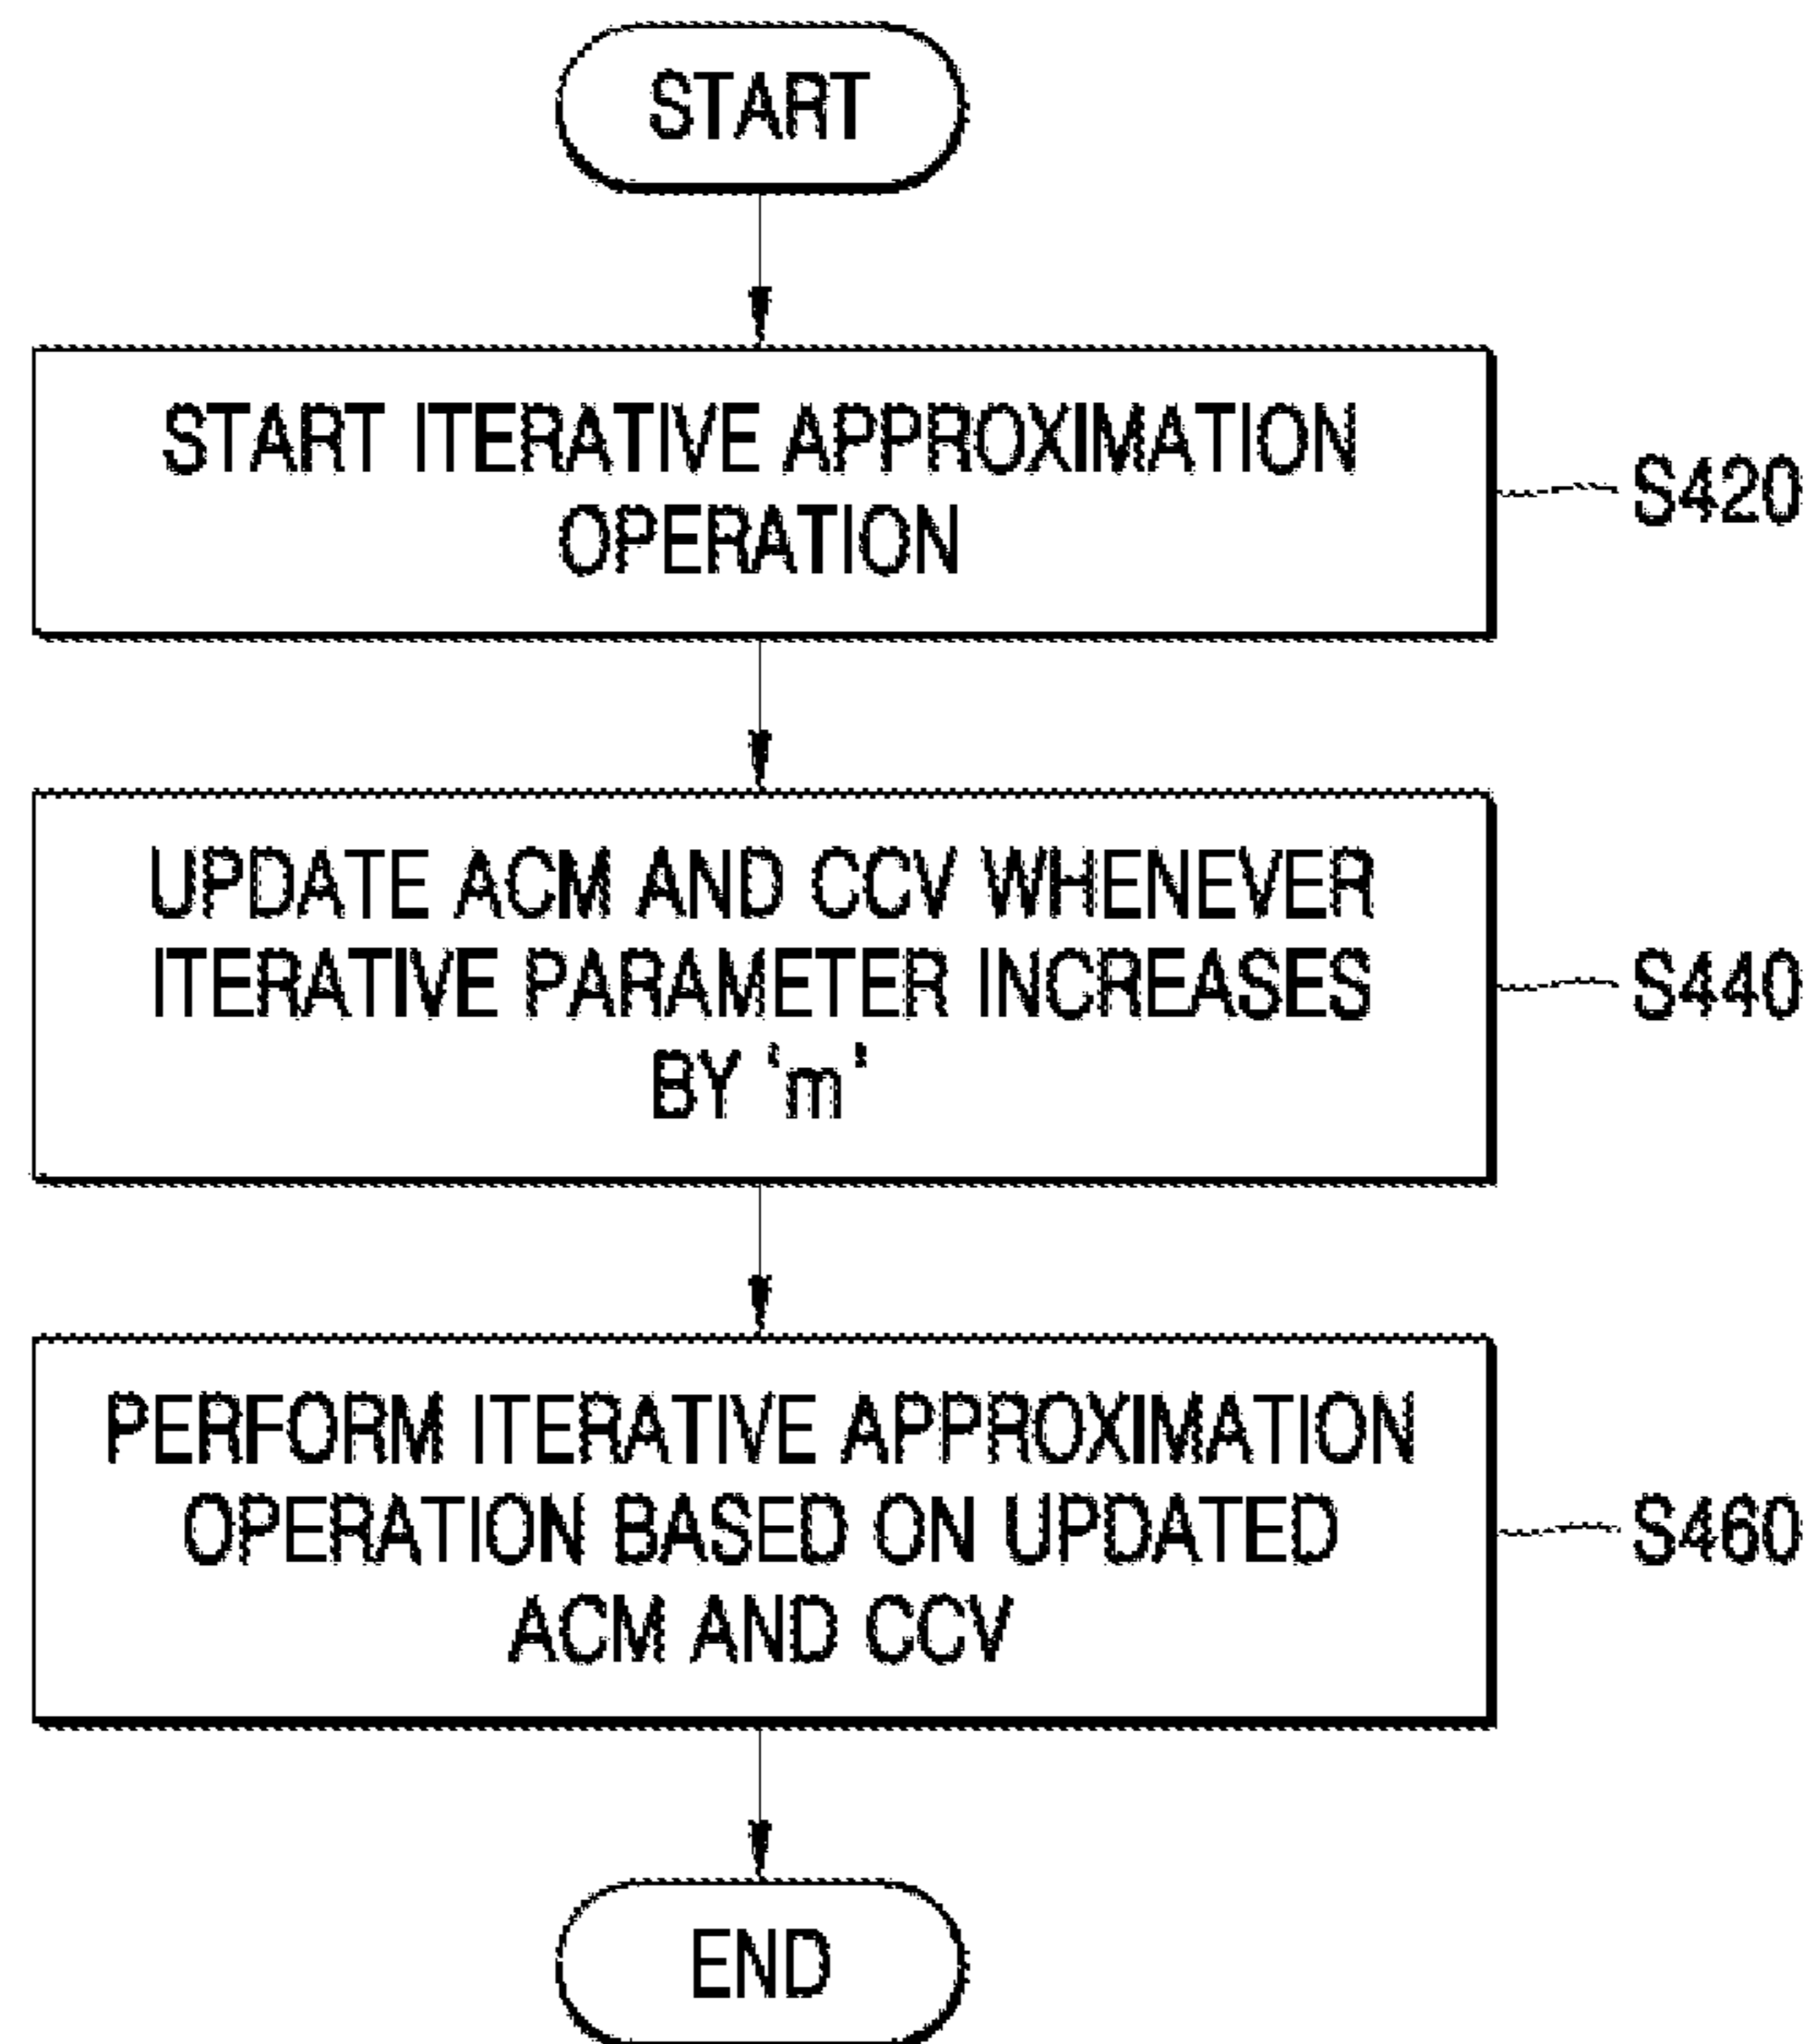 START
START ITERATIVE APPROXIMATION
OPERATION
S420
UPDATE ACM AND CCV WHENEVER
ITERATIVE PARAMETER INCREASES
BY 'm'
S440
PERFORM ITERATIVE APPROXIMATION
OPERATION BASED ON UPDATED
ACM AND CCV
S460
END